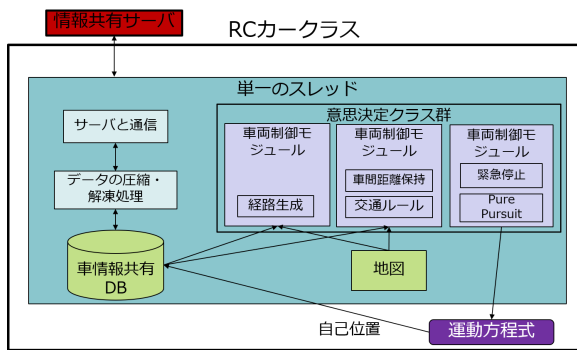 情報共有サーバ
RCカークラス
単一のスレッド
サーバと通信
データの圧縮・
解凍処理
車情報共有
DB
意思決定クラス群
車両制御モ
ジュール
経路生成
車両制御モ
ジュール
車間距離保持
交通ルール
車両制御モ
ジュール
緊急停止
Pure
Pursuit
地図
自己位置
運動方程式